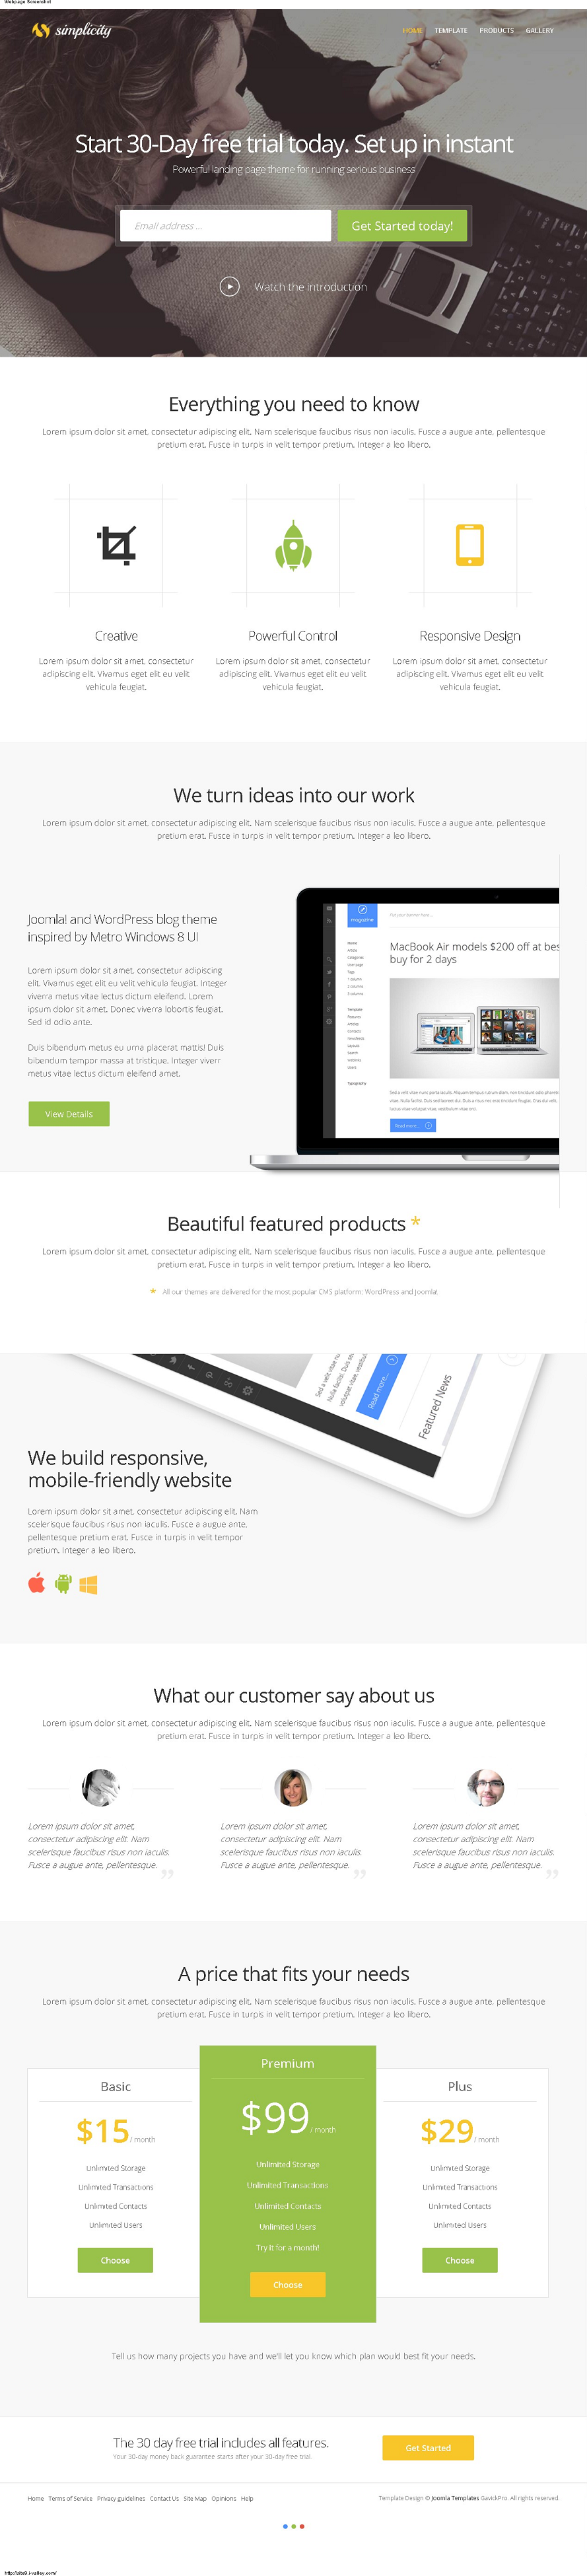 Webpage Screenshot
simplicity
HOME TEMPLATE PRODUCTS GALLERY
Start 30-Day free trial today. Set up in instant
Powerful landing page theme for running serious business
Email address ...
Get Started today!
Watch the introduction
Everything you need to know
Lorem ipsum dolor sit amet, consectetur adipiscing elit. Nam scelerisque faucibus risus non iaculis. Fusce a augue ante, pellentesque
pretium erat. Fusce in turpis in velit tempor pretium. Integer a leo libero.
Creative
Lorem ipsum dolor sit amet, consectetur
adipiscing elit. Vivamus eget elit eu velit
vehicula feugiat.
Powerful Control
Lorem ipsum dolor sit amet, consectetur
adipiscing elit. Vivamus eget elit eu velit
vehicula feugiat.
Responsive Design
Lorem ipsum dolor sit amet, consectetur
adipiscing elit. Vivamus eget elit eu velit
vehicula feugiat.
We turn ideas into our work
Lorem ipsum dolor sit amet, consectetur adipiscing elit. Nam scelerisque faucibus risus non iaculis. Fusce a augue ante, pellentesque
pretium erat. Fusce in turpis in velit tempor pretium. Integer a leo libero.
Joomla! and WordPress blog theme
inspired by Metro Windows 8 UI
Lorem ipsum dolor sit amet, consectetur adipiscing
elit. Vivamus eget elit eu velit vehicula feugiat. Integer
viverra metus vitae lectus dictum eleifend. Lorem
ipsum dolor sit amet. Donec viverra lobortis feugiat.
Sed id odio ante.
Duis bibendum metus eu urna placerat mattis! Duis
bibendum tempor massa at tristique. Integer viverr
metus vitae lectus dictum eleifend amet.
View Details
magazine
Put your banner here ...
Home
Articles
Categories
User page
Tags
1 column
2 columns
3 columns
Template
Features
Articles
Contacts
Newsfeeds
Layouts
Search
Weblinks
Typography
MacBook Air models $200 off at bes
buy for 2 days
Read more...
Beautiful featured products *
Lorem ipsum dolor sit amet, consectetur adipiscing elit. Nam scelerisque faucibus risus non iaculis. Fusce a augue ante, pellentesque
pretium erat. Fusce in turpis in velit tempor pretium. Integer a leo libero.
All our themes are delivered for the most popular CMS platform: WordPress and Joomla!
Read more...
Featured News
We build responsive,
mobile-friendly website
Lorem ipsum dolor sit amet, consectetur adipiscing elit. Nam
scelerisque faucibus risus non iaculis. Fusce a augue ante,
pellentesque pretium erat. Fusce in turpis in velit tempor
pretium. Integer a leo libero.
What our customer say about us
Lorem ipsum dolor sit amet, consectetur adipiscing elit. Nam scelerisque faucibus risus non iaculis. Fusce a augue ante, pellentesque
pretium erat. Fusce in turpis in velit tempor pretium. Integer a leo libero.
Lorem ipsum dolor sit amet,
consectetur adipiscing elit. Nam
scelerisque faucibus risus non iaculis.
Fusce a augue ante, pellentesque.
Lorem ipsum dolor sit amet,
consectetur adipiscing elit. Nam
scelerisque faucibus risus non iaculis.
Fusce a augue ante, pellentesque.
Lorem ipsum dolor sit amet,
consectetur adipiscing elit. Nam
scelerisque faucibus risus non iaculis.
Fusce a augue ante, pellentesque.
A price that fits your needs
Lorem ipsum dolor sit amet, consectetur adipiscing elit. Nam scelerisque faucibus risus non iaculis. Fusce a augue ante, pellentesque
pretium erat. Fusce in turpis in velit tempor pretium. Integer a leo libero.
Basic
$15 / month
Unlimited Storage
Unlimited Transactions
Unlimited Contacts
Unlimited Users
Choose
Premium
$99 / month
Unlimited Storage
Unlimited Transactions
Unlimited Contacts
Unlimited Users
Try it for a month!
Choose
Plus
$29 / month
Unlimited Storage
Unlimited Transactions
Unlimited Contacts
Unlimited Users
Choose
Tell us how many projects you have and we'll let you know which plan would best fit your needs.
The 30 day free trial includes all features.
Your 30-day money back guarantee starts after your 30-day free trial.
Get Started
Home Terms of Service Privacy guidelines Contact Us Site Map Opinions Help
Template Design © Joomla Templates GavickPro. All rights reserved.
http://site9.i-valley.com/